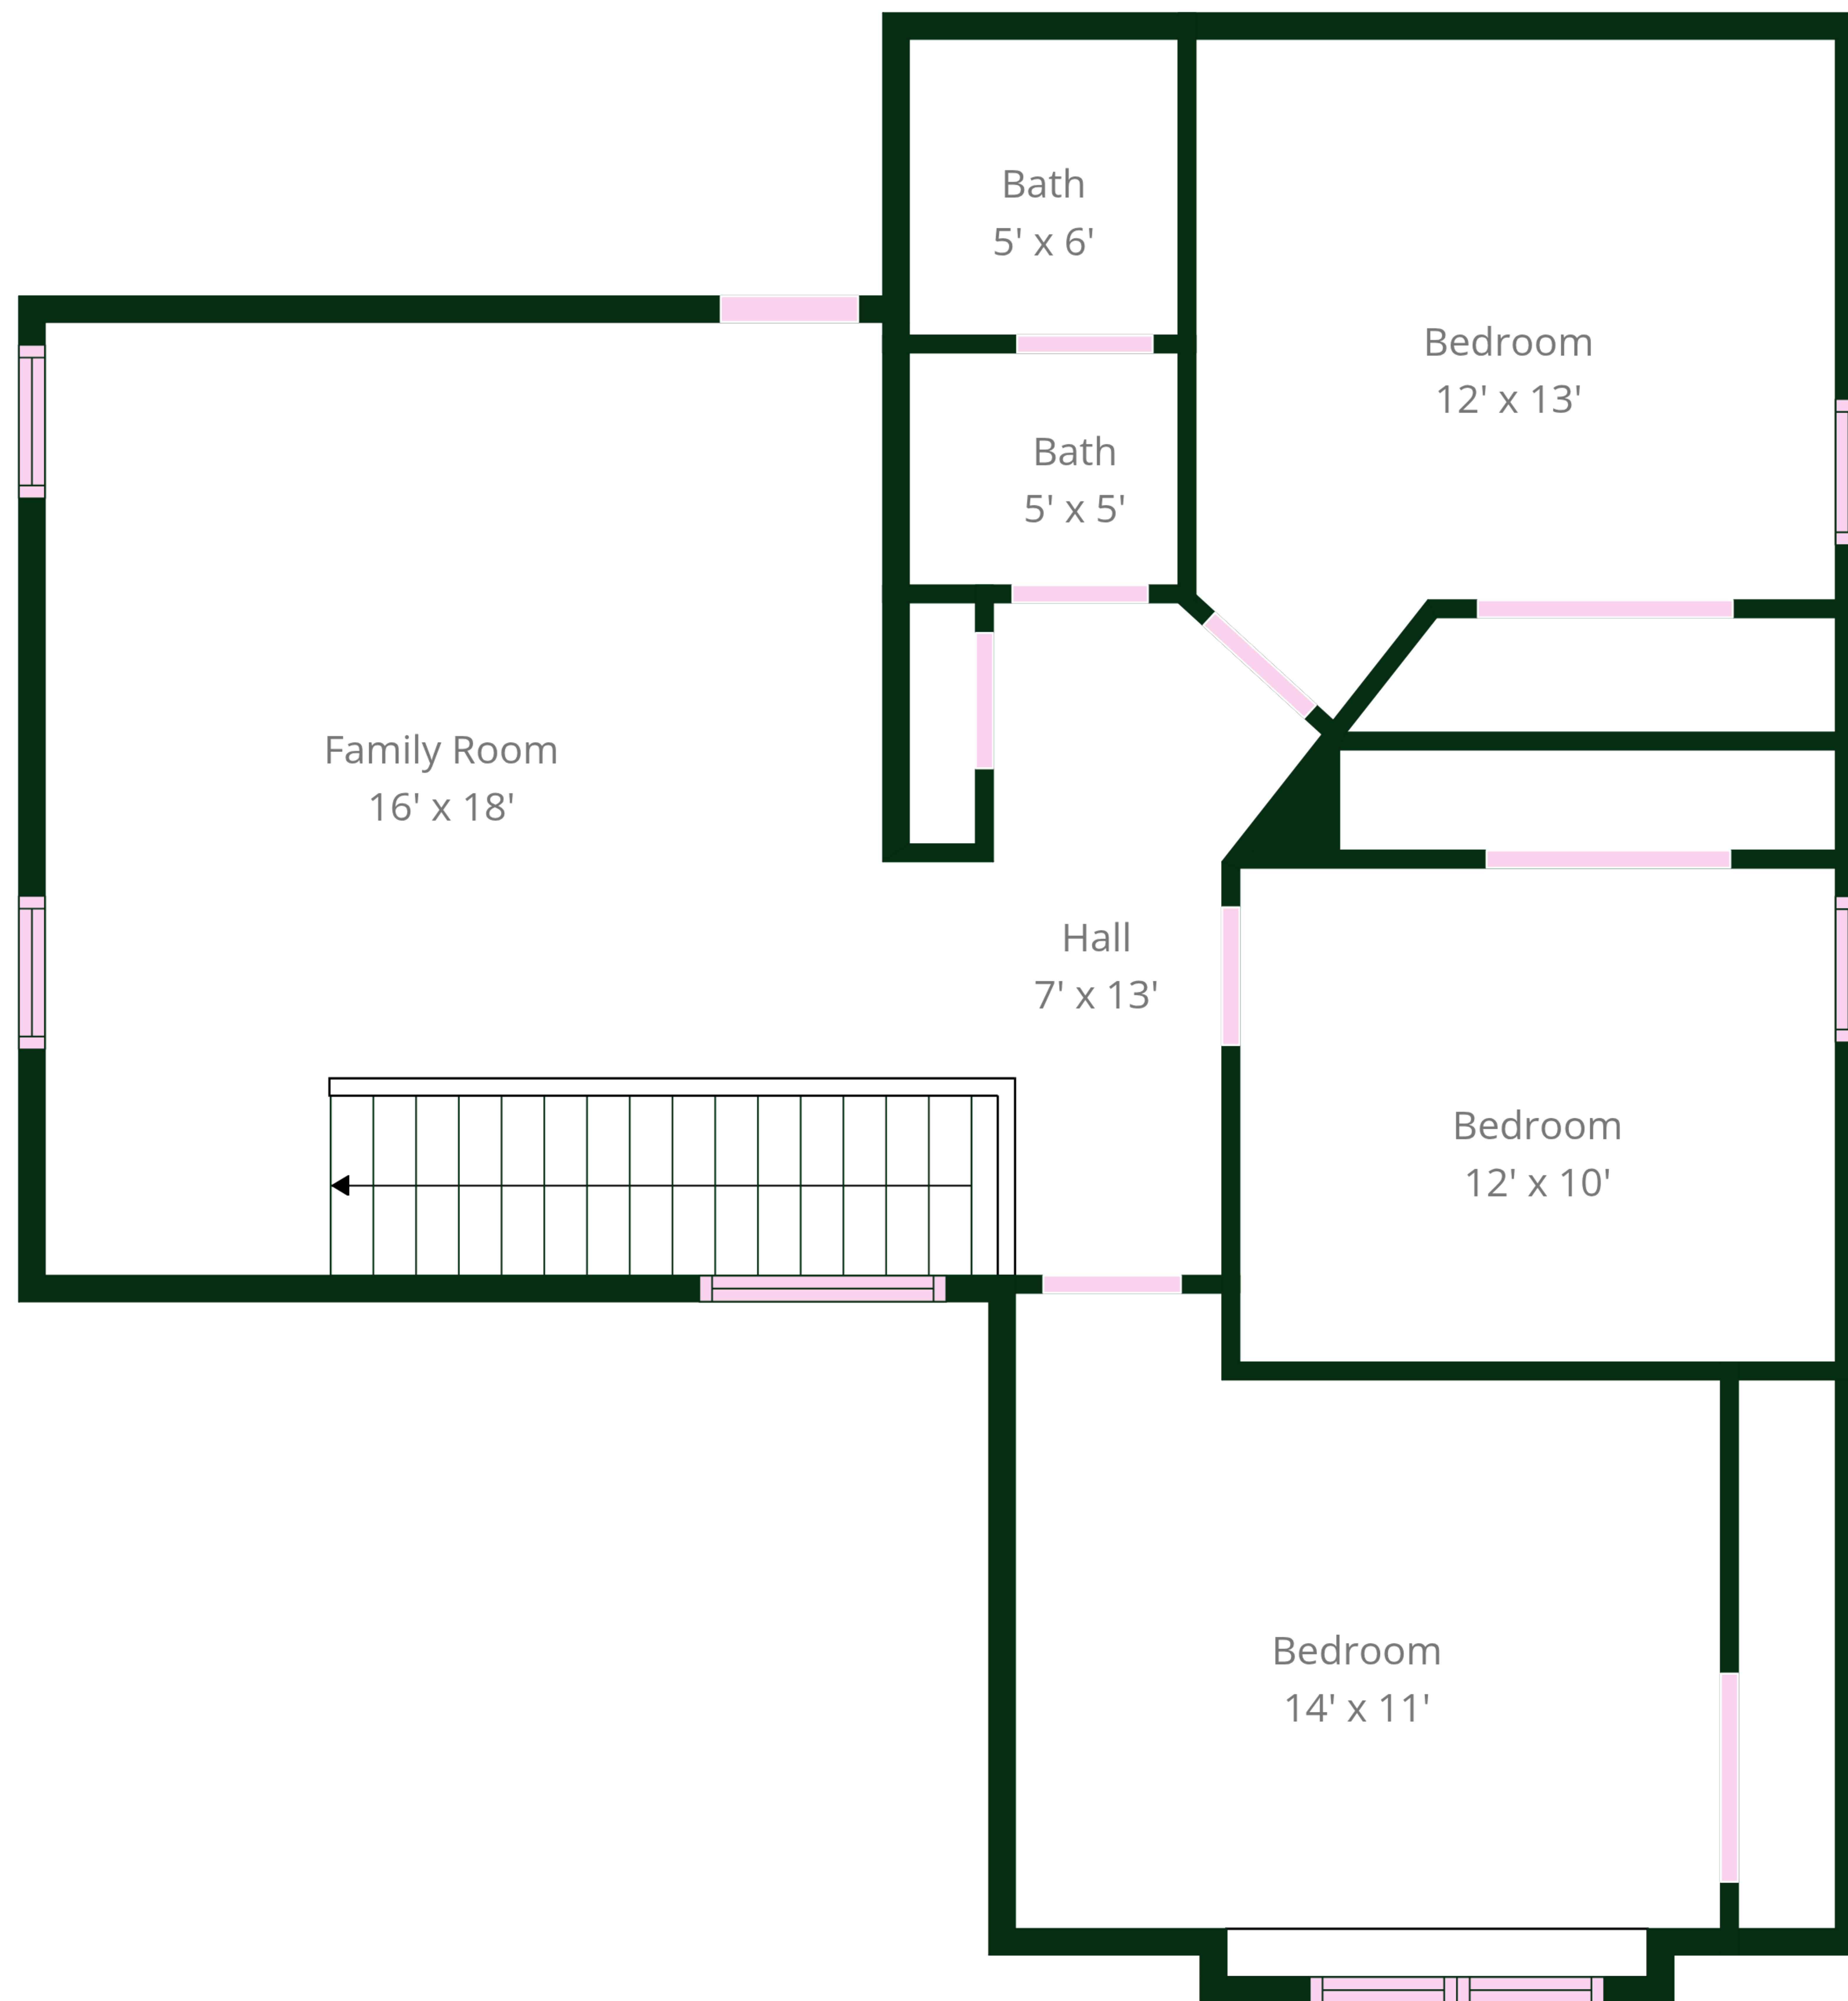 Bath
5' x 6'
Bedroom
12' x 13'
Bath
5' x 5'
Family Room
16' x 18'
Hall
7' x 13'
Bedroom
12' x 10'
Bedroom
14' x 11'